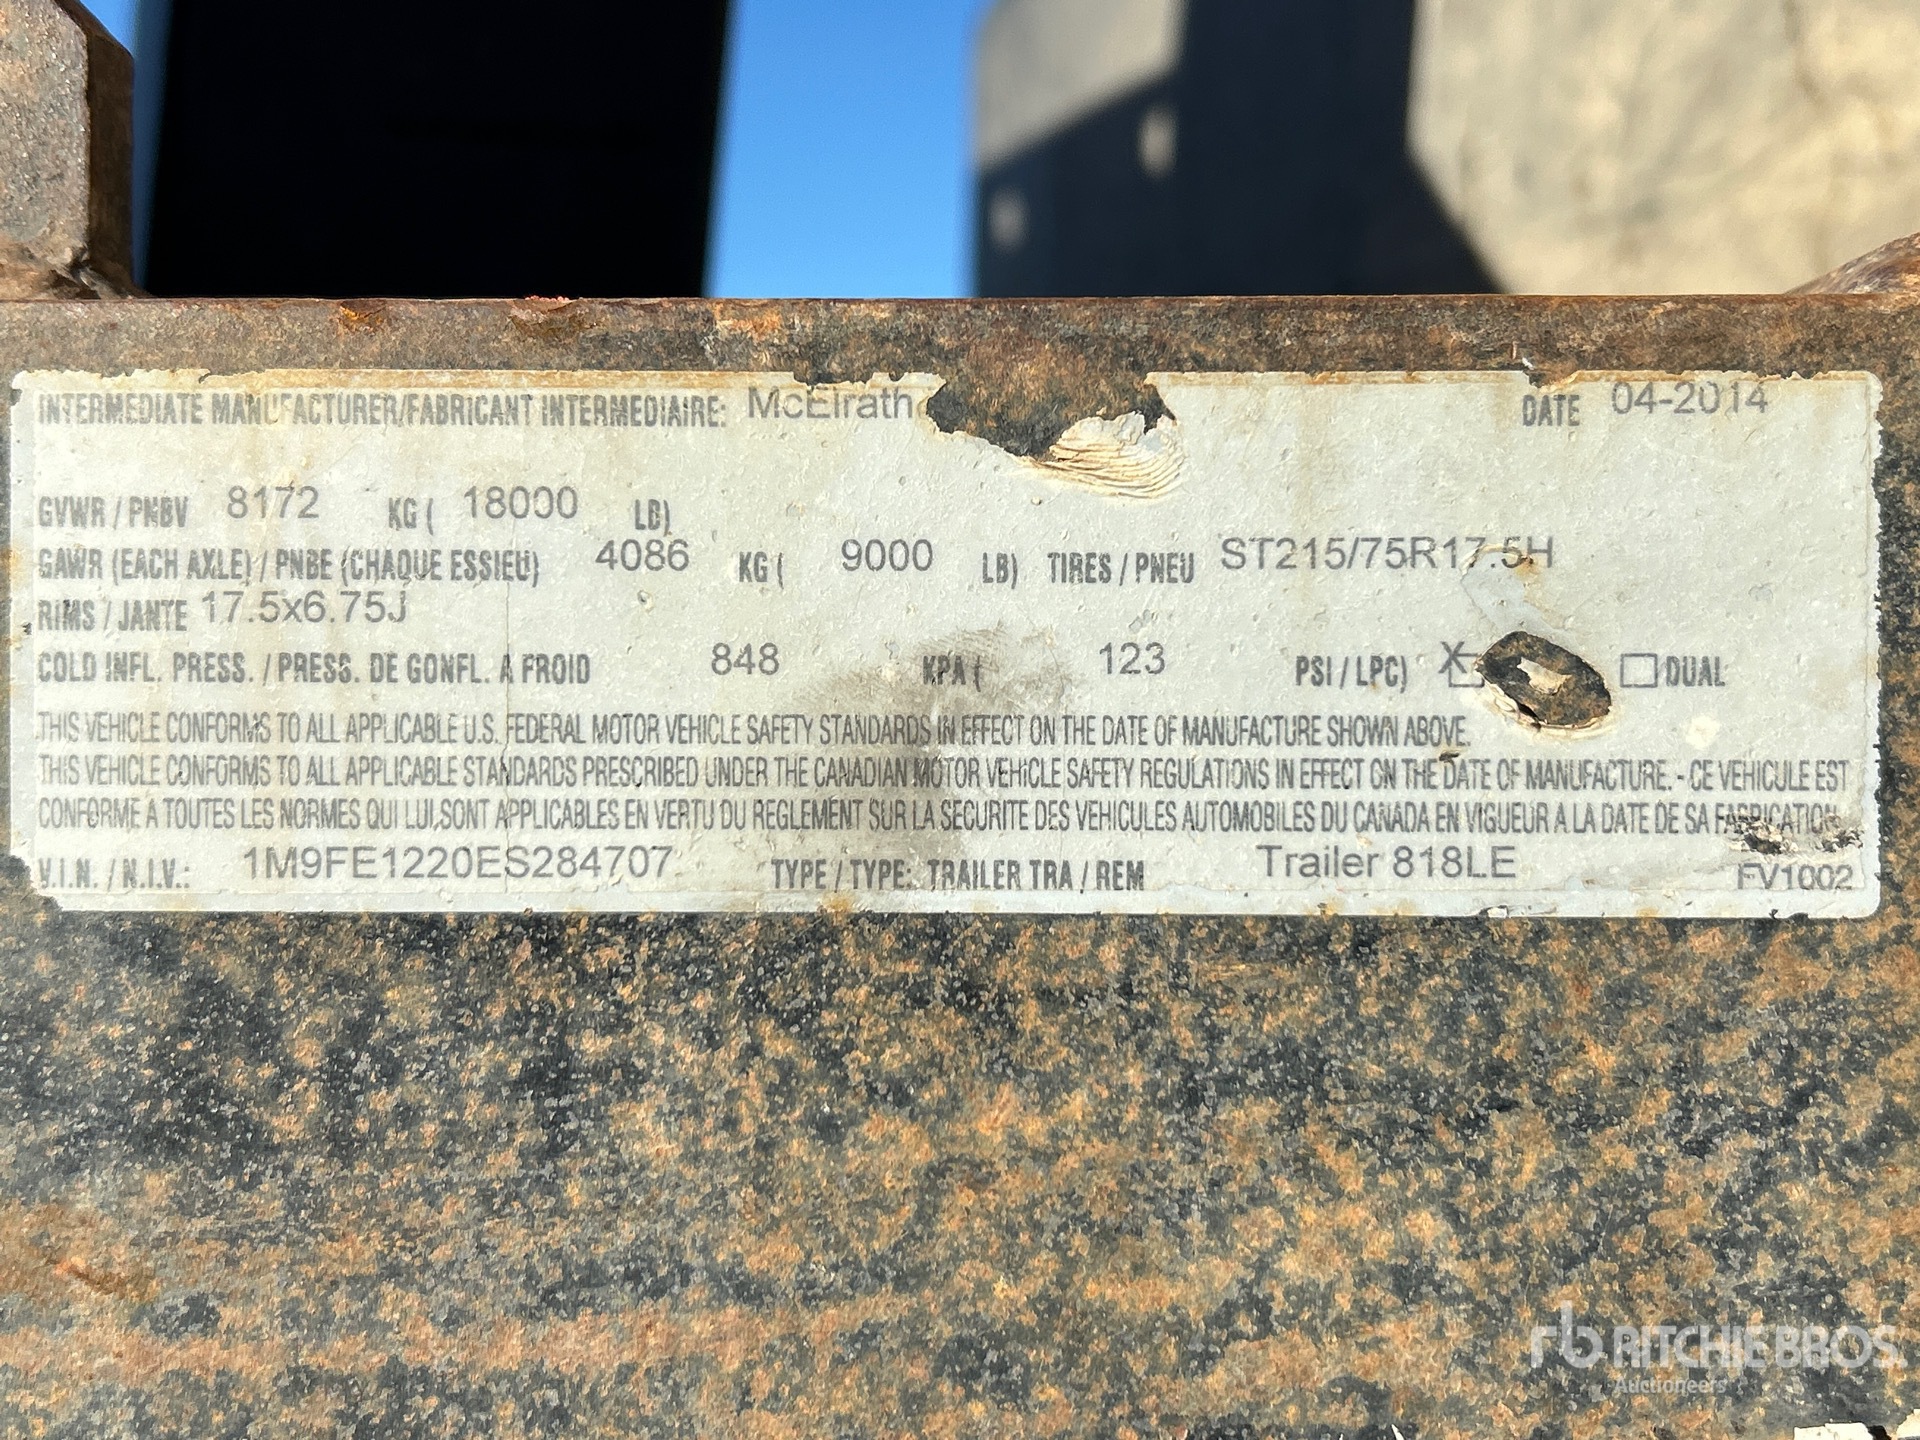 INTERMEDIATE MANUFACTURER/FABRICANT INTERMEDIAIRE: McElrath DATE 04-2014
GVWR / PNBV 8172 KG ( 18000 LB)
GAWR (EACH AXLE) / PNBE (CHAQUE ESSIEU) 4086 KG ( 9000 LB) TIRES / PNEU ST215/75R17.5H
RIMS / JANTE 17.5x6.75J
COLD INFL. PRESS. / PRESS. DE GONFL. A FROID 848 KPA ( 123 PSI / LPC) X DUAL
THIS VEHICLE CONFORMS TO ALL APPLICABLE U.S. FEDERAL MOTOR VEHICLE SAFETY STANDARDS IN EFFECT ON THE DATE OF MANUFACTURE SHOWN ABOVE.
THIS VEHICLE CONFORMS TO ALL APPLICABLE STANDARDS PRESCRIBED UNDER THE CANADIAN MOTOR VEHICLE SAFETY REGULATIONS IN EFFECT ON THE DATE OF MANUFACTURE. - CE VEHICULE EST
CONFORME A TOUTES LES NORMES QUI LUI,SONT APPLICABLES EN VERTU DU REGLEMENT SUR LA SECURITE DES VEHICULES AUTOMOBILES DU CANADA EN VIGUEUR A LA DATE DE SA FABRICATION.
V.I.N. / N.I.V.: 1M9FE1220ES284707 TYPE / TYPE: TRAILER TRA / REM Trailer 818LE FV1002
rb RITCHIE BROS.
Auctioneers